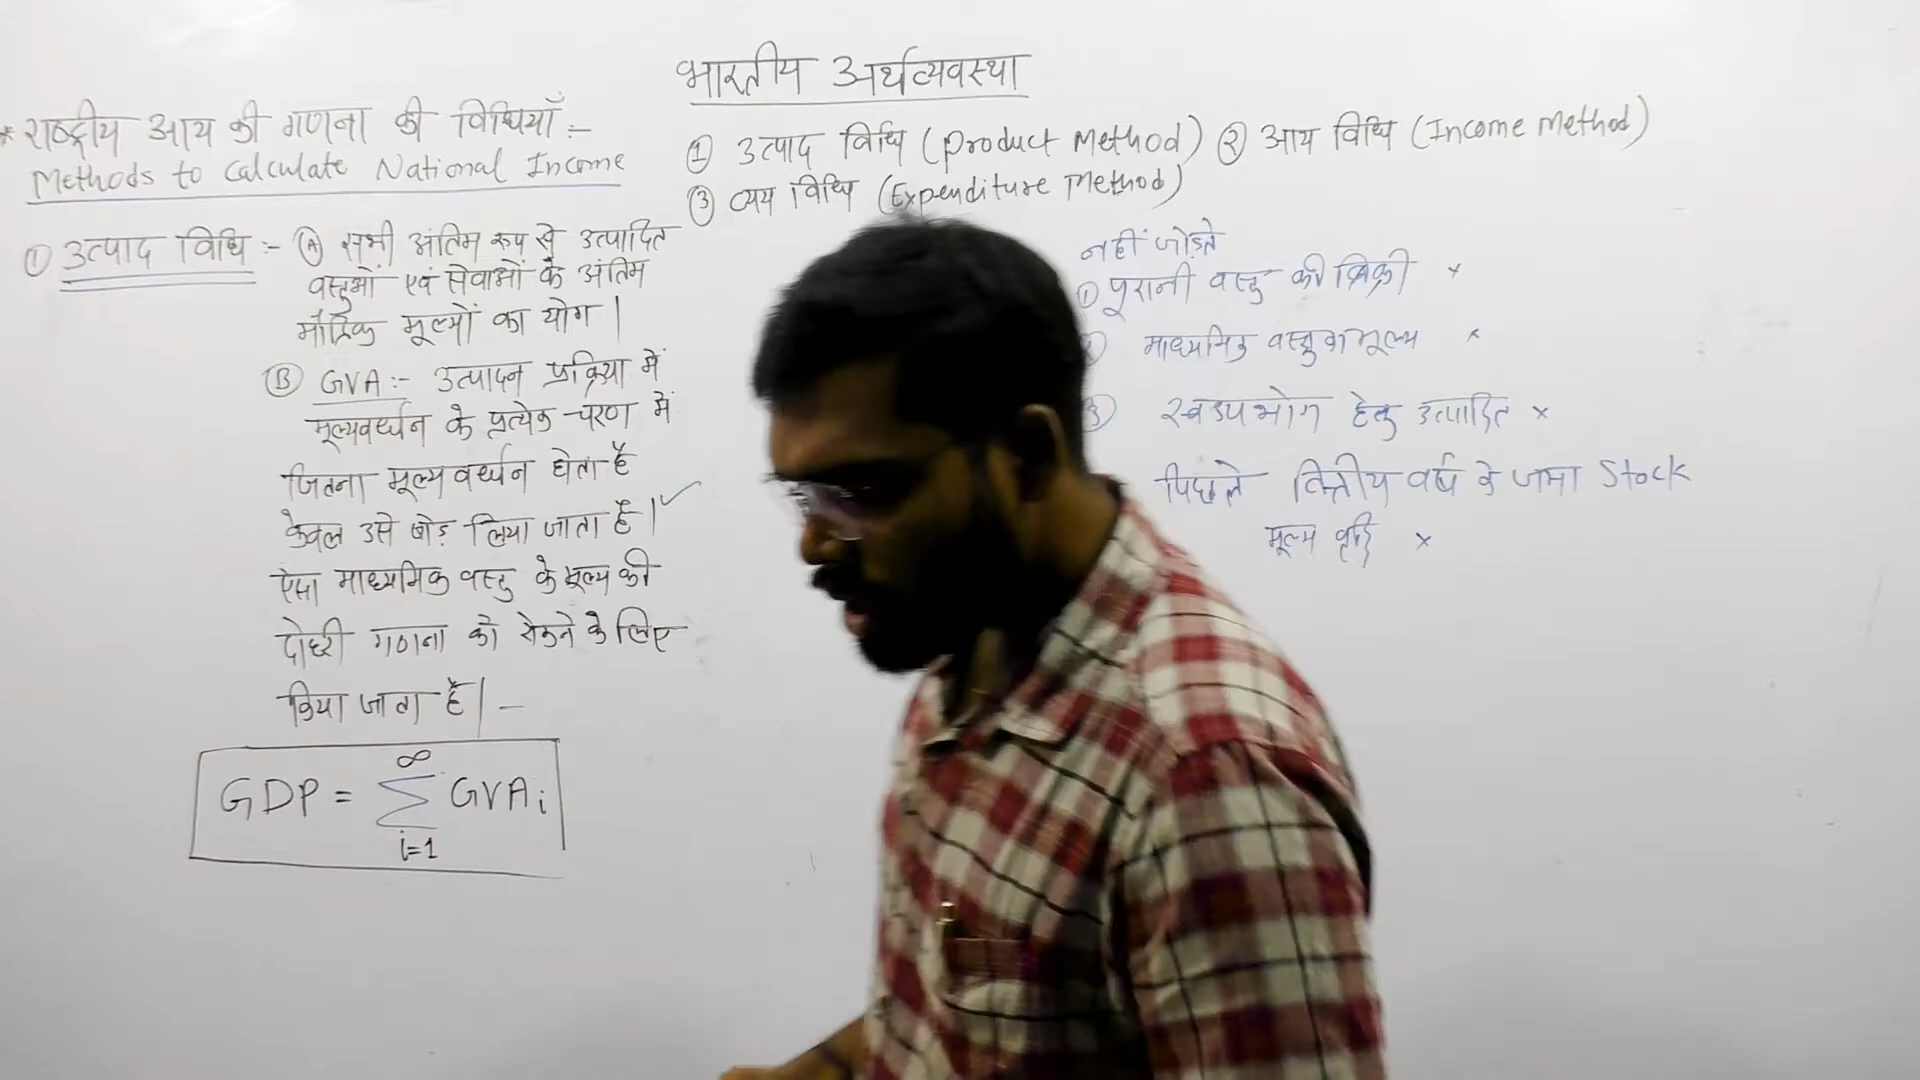 भारतीय अर्थव्यवस्था
* राष्ट्रीय आय की गणना की विधियाँ :-
Methods to Calculate National Income
① उत्पाद विधि (Product Method) ② आय विधि (Income Method)
③ व्यय विधि (Expenditure Method)
① उत्पाद विधि :- Ⓐ सभी अंतिम रूप से उत्पादित
वस्तुओं एवं सेवाओं के अंतिम
मौद्रिक मूल्यों का योग |
Ⓑ GVA :- उत्पादन प्रक्रिया में
मूल्यवर्ध्धन के प्रत्येक चरण में
जितना मूल्यवर्ध्धन होता है
केवल उसे जोड़ लिया जाता है | ✓
ऐसा माध्यमिक वस्तु के मूल्य की
दोहरी गणना को रोकने के लिए
किया जाता है | —
GDP = ∞ Σ i=1 GVA i
नहीं जोड़ते
① पुरानी वस्तु की बिक्री ×
माध्यमिक वस्तु का मूल्य ×
③ स्वउपभोग हेतु उत्पादित ×
पिछले वित्तीय वर्ष के जमा Stock
मूल्य वृद्धि ×